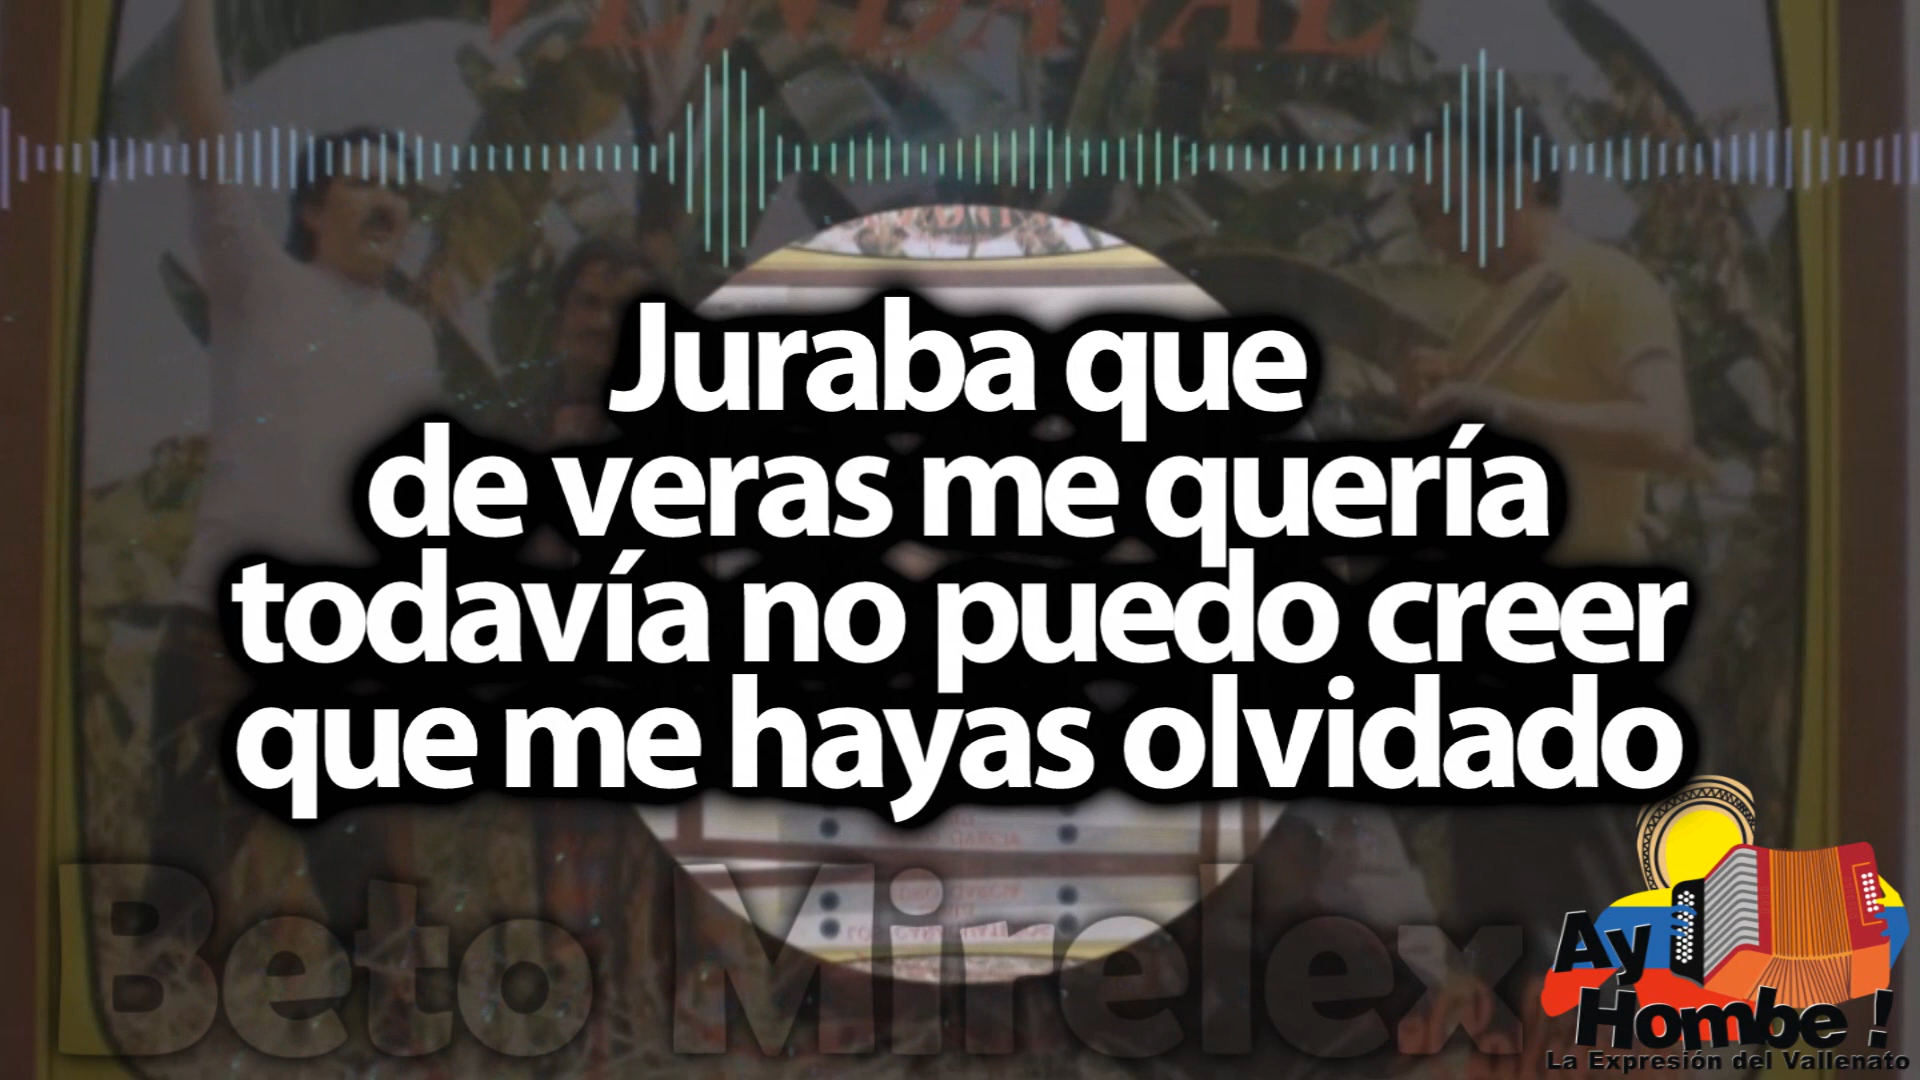 VENDAVAL
Juraba que
de veras me quería
todavía no puedo creer
que me hayas olvidado
Beto Mirelex
Ay
Hombe !
La Expresión del Vallenato